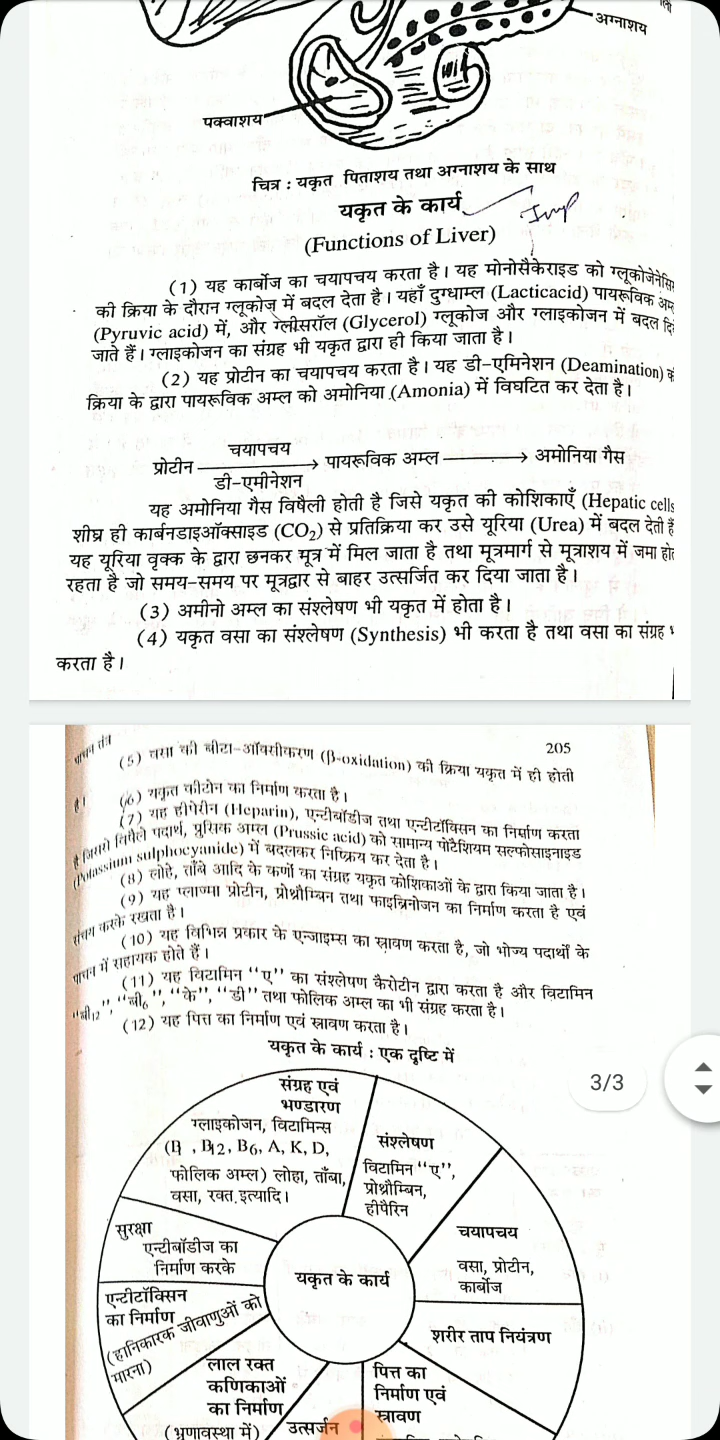 अग्नाशय
पक्वाशय
चित्र : यकृत पिताशय तथा अग्नाशय के साथ
यकृत के कार्य
Imp
(Functions of Liver)
(1) यह कार्बोज का चयापचय करता है। यह मोनोसैकेराइड को ग्लूकोजेनेसि
की क्रिया के दौरान ग्लूकोज में बदल देता है। यहाँ दुग्धाम्ल (Lacticacid) पायरूविक अम
(Pyruvic acid) में, और ग्लीसरॉल (Glycerol) ग्लूकोज और ग्लाइकोजन में बदल दि
जाते हैं। ग्लाइकोजन का संग्रह भी यकृत द्वारा ही किया जाता है।
(2) यह प्रोटीन का चयापचय करता है। यह डी-एमिनेशन (Deamination) व
क्रिया के द्वारा पायरूविक अम्ल को अमोनिया (Amonia) में विघटित कर देता है।
चयापचय
प्रोटीन ⟶ पायरूविक अम्ल ⟶ अमोनिया गैस
डी-एमीनेशन
यह अमोनिया गैस विषैली होती है जिसे यकृत की कोशिकाएँ (Hepatic cells
शीघ्र ही कार्बनडाइऑक्साइड (CO₂) से प्रतिक्रिया कर उसे यूरिया (Urea) में बदल देती हैं
यह यूरिया वृक्क के द्वारा छनकर मूत्र में मिल जाता है तथा मूत्रमार्ग से मूत्राशय में जमा होत
रहता है जो समय-समय पर मूत्रद्वार से बाहर उत्सर्जित कर दिया जाता है।
(3) अमीनो अम्ल का संश्लेषण भी यकृत में होता है।
(4) यकृत वसा का संश्लेषण (Synthesis) भी करता है तथा वसा का संग्रह भ
करता है।
पाचन तंत्र 205
(5) वसा की बीटा-ऑक्सीकरण (β-oxidation) की क्रिया यकृत में ही होती
है।
(6) यकृत कीटोन का निर्माण करता है।
(7) यह हीपेरीन (Heparin), एन्टीबॉडीज तथा एन्टीटॉक्सिन का निर्माण करता
है जिससे विषैले पदार्थ, प्रुसिक अम्ल (Prussic acid) को सामान्य पोटैशियम सल्फोसाइनाइड
(Potassium sulphocyanide) में बदलकर निष्क्रिय कर देता है।
(8) लोहे, ताँबे आदि के कणों का संग्रह यकृत कोशिकाओं के द्वारा किया जाता है।
(9) यह प्लाज्मा प्रोटीन, प्रोथ्रौम्बिन तथा फाइब्रिनोजन का निर्माण करता है एवं
संचय करके रखता है।
(10) यह विभिन्न प्रकार के एन्जाइम्स का स्रावण करता है, जो भोज्य पदार्थों के
पाचन में सहायक होते हैं।
(11) यह विटामिन "ए" का संश्लेषण कैरोटीन द्वारा करता है और विटामिन
"बी₁₂", "बी₆", "के", "डी" तथा फोलिक अम्ल का भी संग्रह करता है।
(12) यह पित्त का निर्माण एवं स्रावण करता है।
यकृत के कार्य : एक दृष्टि में
3/3
संग्रह एवं
भण्डारण
ग्लाइकोजन, विटामिन्स
(B , B12, B6, A, K, D,
फोलिक अम्ल) लोहा, ताँबा,
वसा, रक्त इत्यादि।
संश्लेषण
विटामिन "ए",
प्रोथ्रौम्बिन,
हीपैरिन
चयापचय
वसा, प्रोटीन,
कार्बोज
सुरक्षा
एन्टीबॉडीज का
निर्माण करके
यकृत के कार्य
एन्टीटॉक्सिन
का निर्माण
(हानिकारक जीवाणुओं को
मारना)
शरीर ताप नियंत्रण
लाल रक्त
कणिकाओं
का निर्माण
(भ्रूणावस्था में)
उत्सर्जन
पित्त का
निर्माण एवं
स्रावण